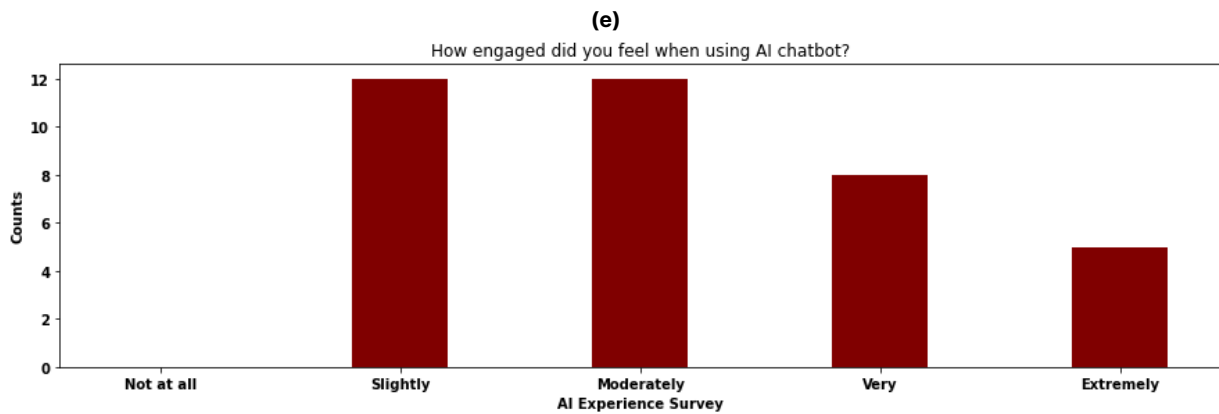 (e)
How engaged did you feel when using AI chatbot?
12
10
8
6
4
2
0
Counts
Not at all Slightly Moderately Very Extremely
AI Experience Survey